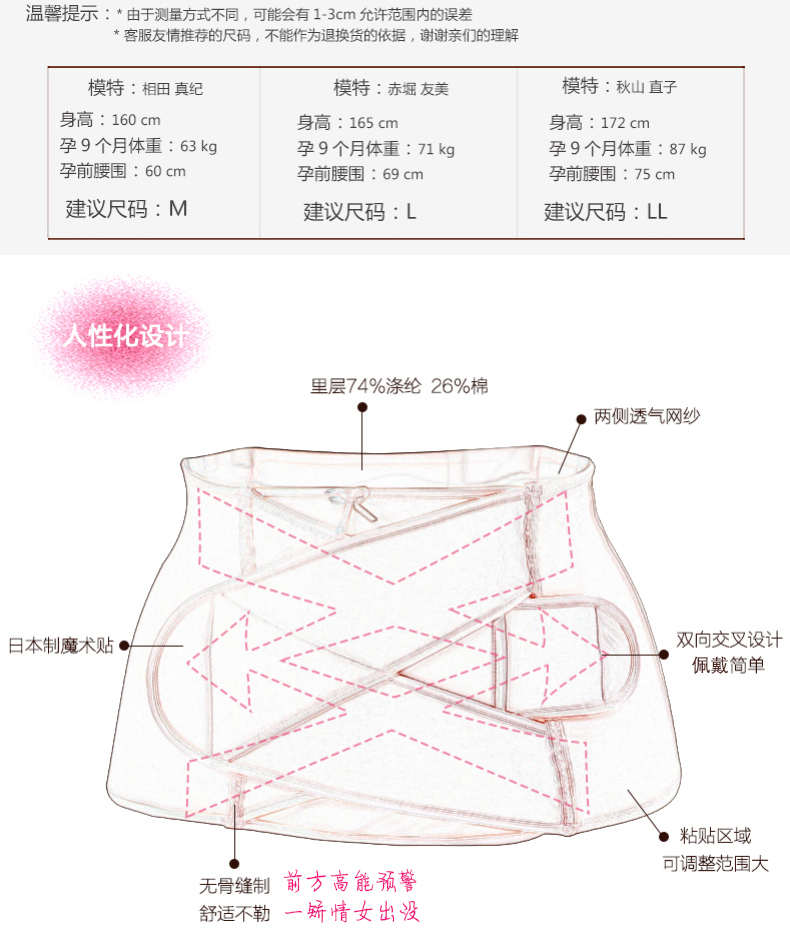 温馨提示：* 由于测量方式不同，可能会有 1-3cm 允许范围内的误差
* 客服友情推荐的尺码，不能作为退换货的依据，谢谢亲们的理解
模特：相田 真纪
身高：160 cm
孕 9 个月体重：63 kg
孕前腰围：60 cm
建议尺码：M
模特：赤堀 友美
身高：165 cm
孕 9 个月体重：71 kg
孕前腰围：69 cm
建议尺码：L
模特：秋山 直子
身高：172 cm
孕 9 个月体重：87 kg
孕前腰围：75 cm
建议尺码：LL
人性化设计
里层74%涤纶 26%棉
两侧透气网纱
日本制魔术贴
双向交叉设计
佩戴简单
粘贴区域
可调整范围大
无骨缝制
舒适不勒
前方高能预警
一矫情女出没